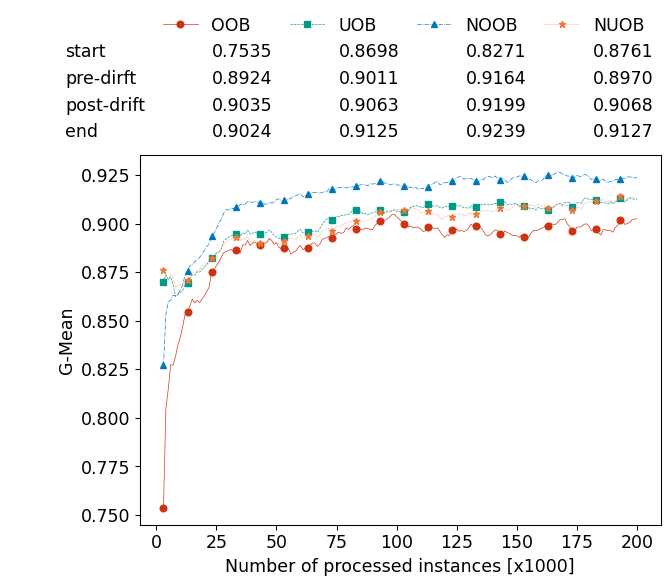 OOB UOB NOOB NUOB
start 0.7535 0.8698 0.8271 0.8761
pre-dirft 0.8924 0.9011 0.9164 0.8970
post-drift 0.9035 0.9063 0.9199 0.9068
end 0.9024 0.9125 0.9239 0.9127
0.925
0.900
0.875
0.850
0.825
0.800
0.775
0.750
G-Mean
0 25 50 75 100 125 150 175 200
Number of processed instances [x1000]